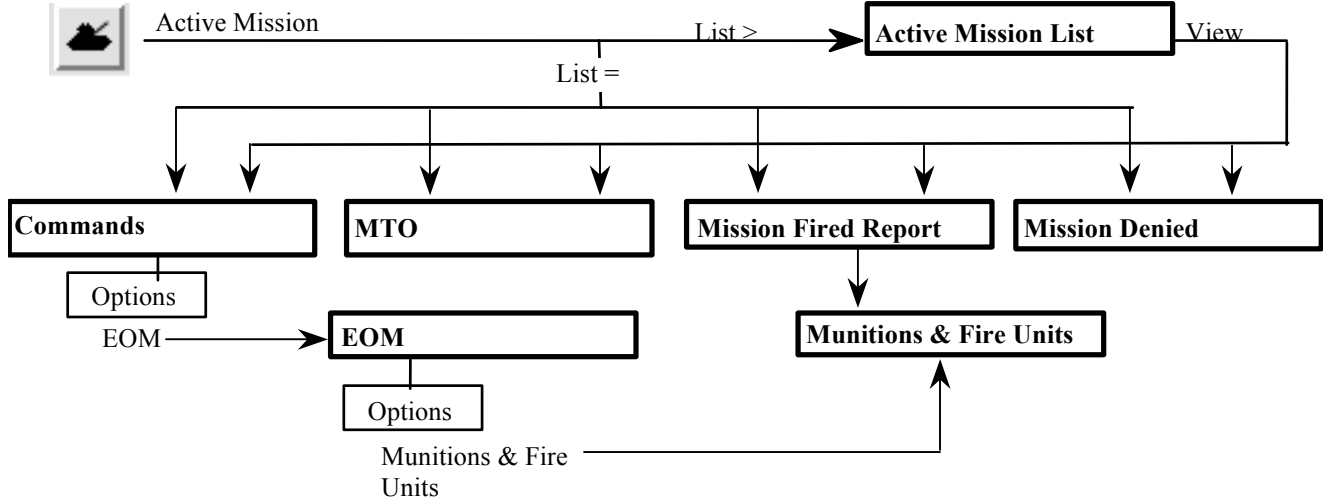 Active Mission
List >
Active Mission List
View
List =
Commands
MTO
Mission Fired Report
Mission Denied
Options
EOM
EOM
Munitions & Fire Units
Options
Munitions & Fire
Units